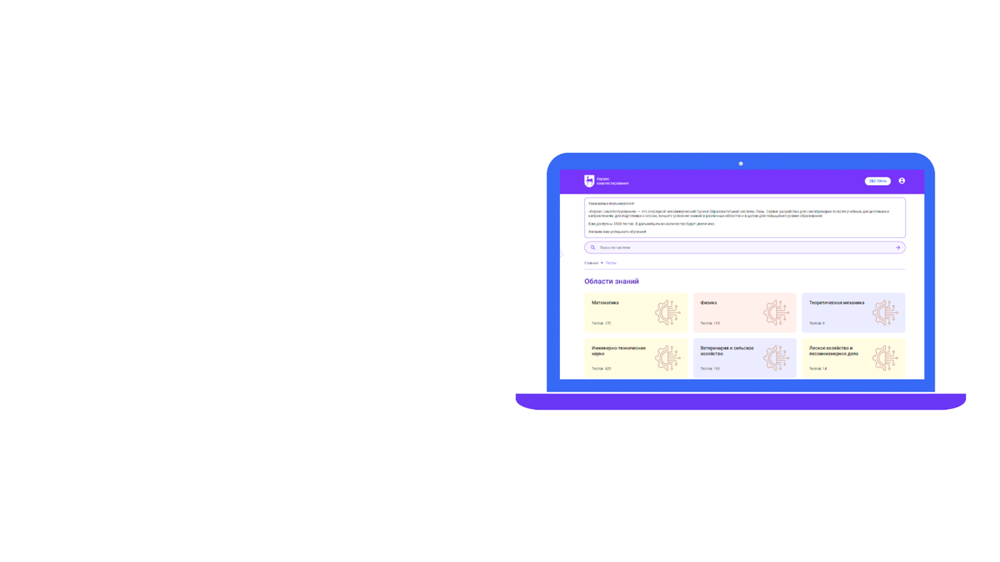 Сервис
самотестирования
ЭБС ЛАНЬ
Уважаемые пользователи!
«Сервис самотестирования» — это очередной некоммерческий проект Образовательной системы Лань. Сервис разработан для самопроверки по всем учебным дисциплинам и
направлениям, для подготовки к сессии, лучшего усвоения знаний в различных областях и в целом для повышения уровня образования.
Вам доступны тестов. В дальнейшем их количество будет увеличено.
Желаем вам успешного обучения!
Поиск по системе
Главная • Тесты
Области знаний
Математика
Физика
Теоретическая механика
Тестов: 170
Тестов: 195
Тестов: 9
Инженерно-технические
науки
Ветеринария и сельское
хозяйство
Лесное хозяйство и
лесоинженерное дело
Тестов: 625
Тестов:
Тестов: 14